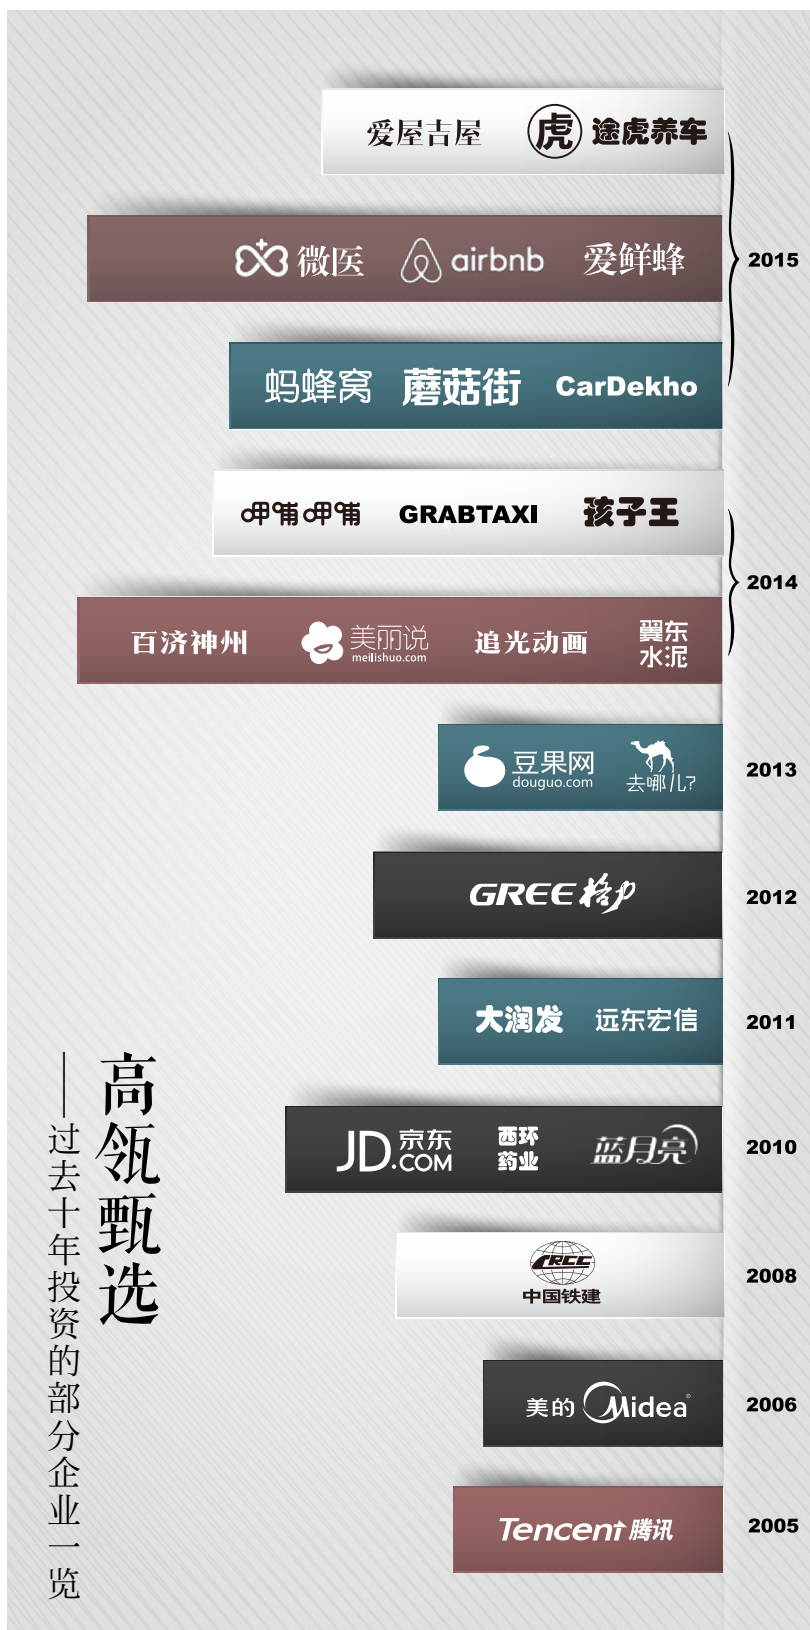 爱屋吉屋 虎 途虎养车
微医 airbnb 爱鲜蜂
2015
蚂蜂窝 蘑菇街 CarDekho
呷哺呷哺 GRABTAXI 孩子王
2014
百济神州 美丽说 meilishuo.com 追光动画 翼东水泥
豆果网 douguo.com 去哪儿?
2013
GREE 格力
2012
大润发 远东宏信
2011
JD.COM 京东 西环药业 蓝月亮
2010
CRCC
中国铁建
2008
美的 Midea
2006
Tencent 腾讯
2005
高瓴甄选
——过去十年投资的部分企业一览